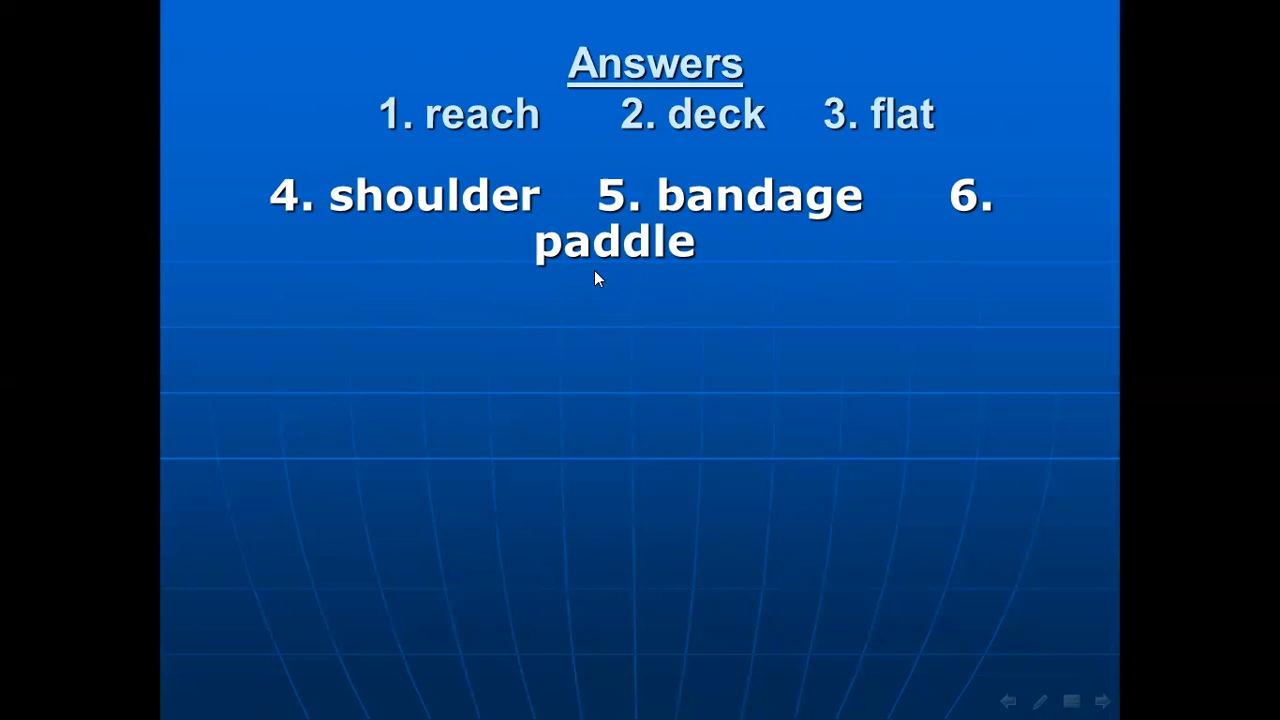 Answers
1. reach 2. deck 3. flat
4. shoulder 5. bandage 6.
paddle